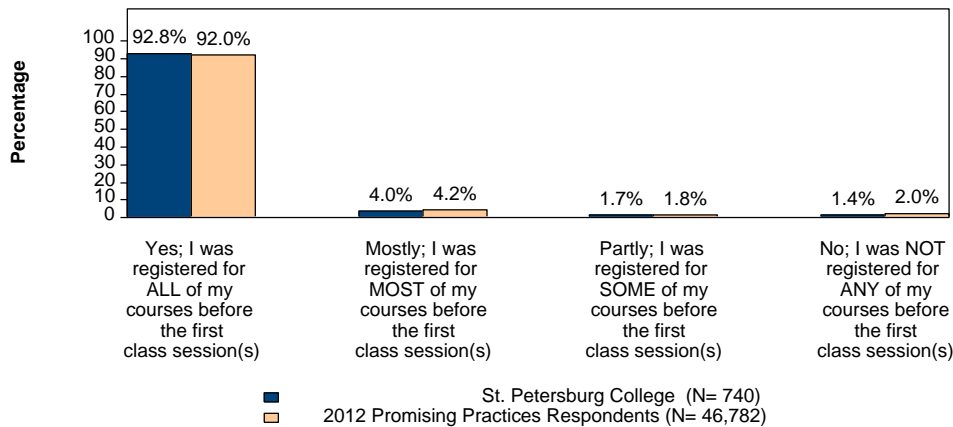 Percentage
100
90
80
70
60
50
40
30
20
10
0
92.8% 92.0%
4.0% 4.2%
1.7% 1.8%
1.4% 2.0%
Yes; I was
registered for
ALL of my
courses before
the first
class session(s)
Mostly; I was
registered for
MOST of my
courses before
the first
class session(s)
Partly; I was
registered for
SOME of my
courses before
the first
class session(s)
No; I was NOT
registered for
ANY of my
courses before
the first
class session(s)
St. Petersburg College (N= 740)
2012 Promising Practices Respondents (N= 46,782)